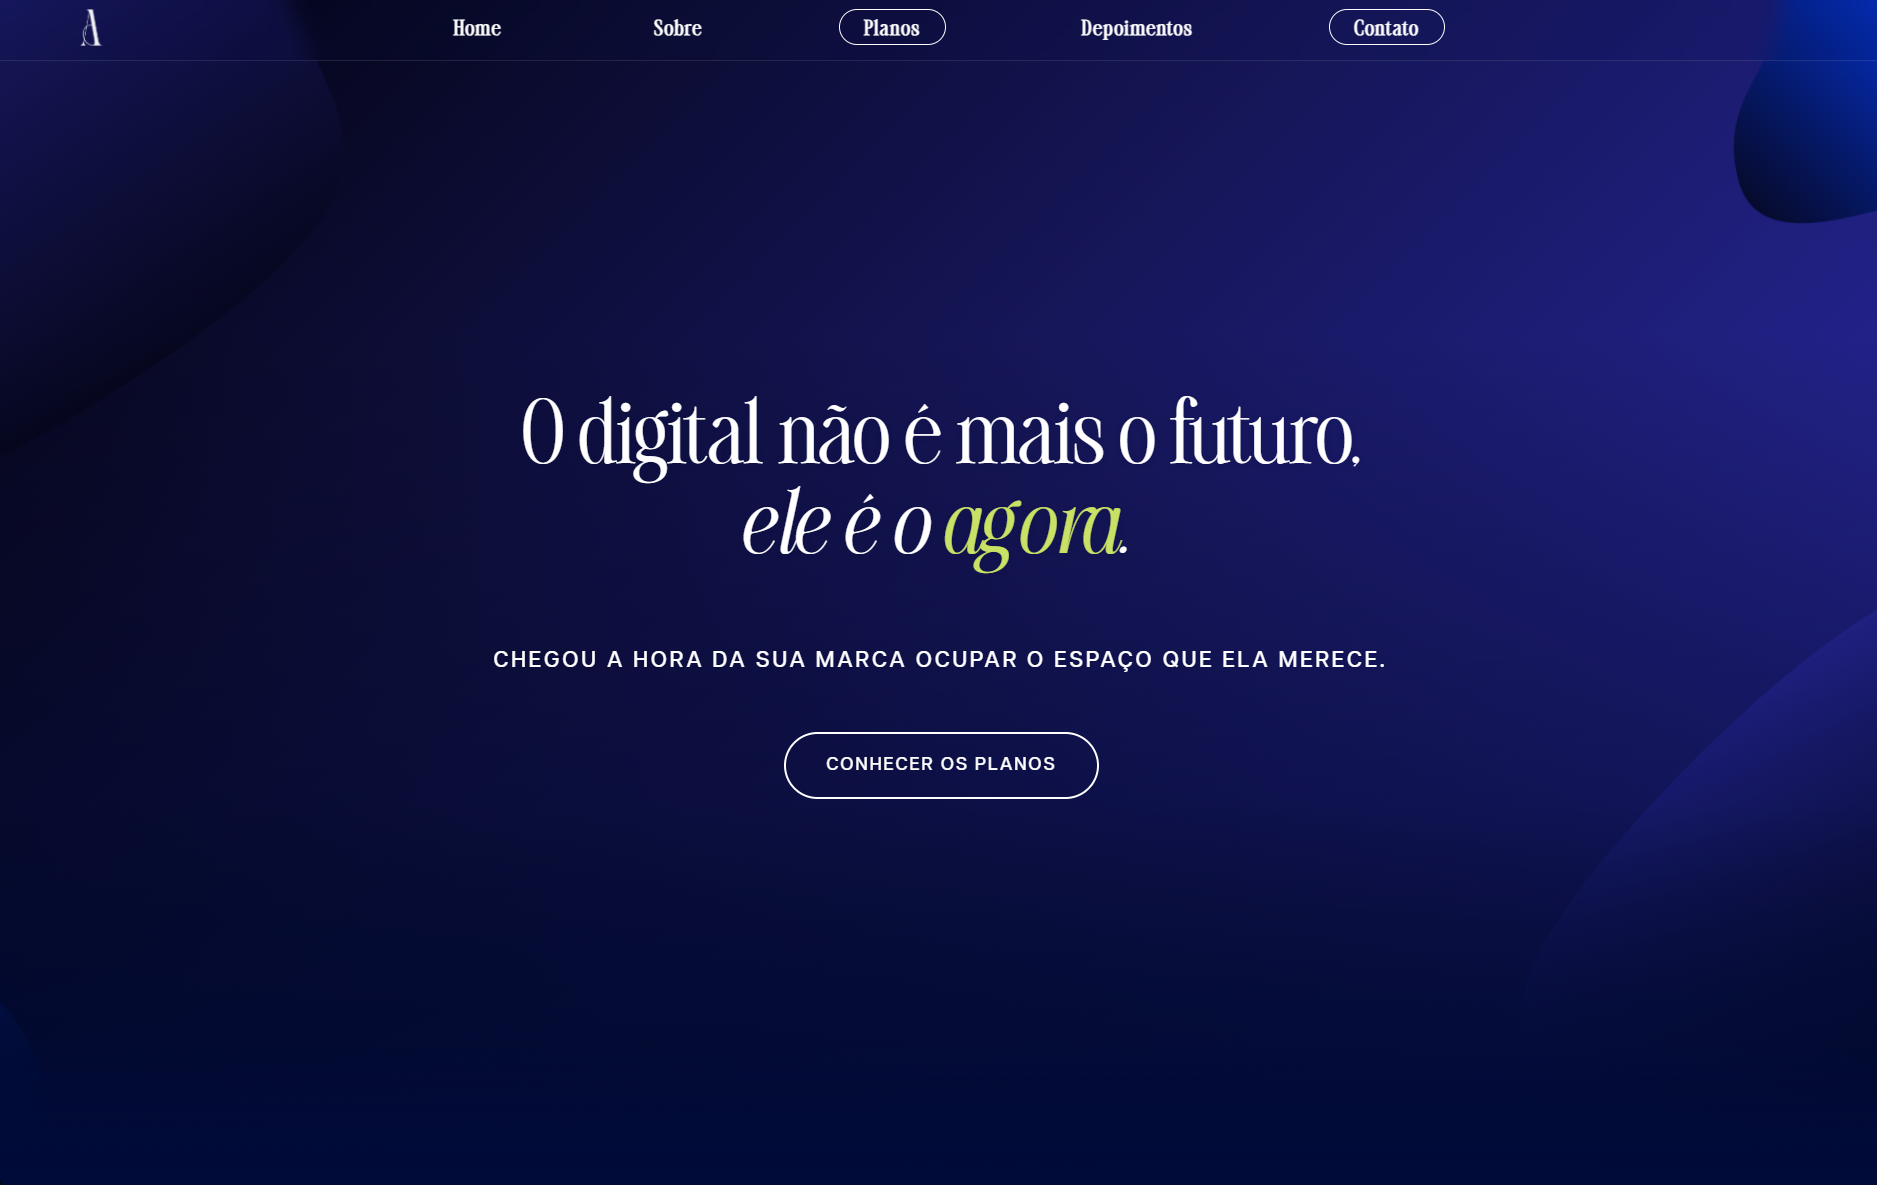 Home Sobre Planos Depoimentos Contato
O digital não é mais o futuro,
ele é o agora.
CHEGOU A HORA DA SUA MARCA OCUPAR O ESPAÇO QUE ELA MERECE.
CONHECER OS PLANOS